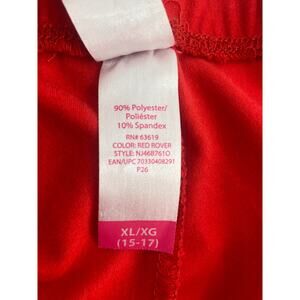 90% Polyester/
Poliéster
10% Spandex
RN# 63619
COLOR: RED ROVER
STYLE: NJ468761O
EAN/UPC 70330408291
P26
XL/XG
(15-17)